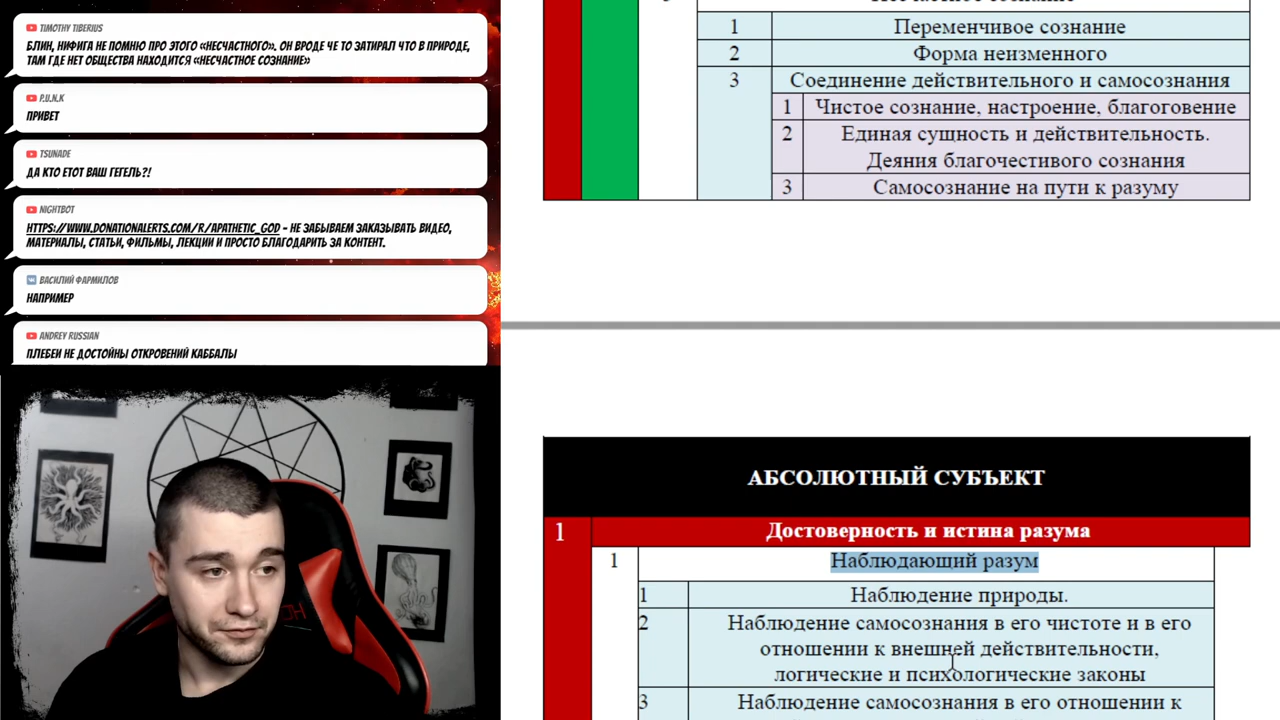 TIMOTHY TIBERIUS
БЛИН, НИФИГА НЕ ПОМНЮ ПРО ЭТОГО «НЕСЧАСТНОГО». ОН ВРОДЕ ЧЕ ТО ЗАТИРАЛ ЧТО В ПРИРОДЕ,
ТАМ ГДЕ НЕТ ОБЩЕСТВА НАХОДИТСЯ «НЕСЧАСТНОЕ СОЗНАНИЕ»
P.U.N.K
ПРИВЕТ
TSUNADE
ДА КТО ЕТОТ ВАШ ГЕГЕЛЬ?!
NIGHTBOT
HTTPS://WWW.DONATIONALERTS.COM/R/APATHETIC_GOD - НЕ ЗАБЫВАЕМ ЗАКАЗЫВАТЬ ВИДЕО,
МАТЕРИАЛЫ, СТАТЬИ, ФИЛЬМЫ, ЛЕКЦИИ И ПРОСТО БЛАГОДАРИТЬ ЗА КОНТЕНТ.
ВАСИЛИЙ ФАРМИЛОВ
НАПРИМЕР
ANDREY RUSSIAN
ПЛЕБЕИ НЕ ДОСТОЙНЫ ОТКРОВЕНИЙ КАББАЛЫ
1 Переменчивое сознание
2 Форма неизменного
3 Соединение действительного и самосознания
1 Чистое сознание, настроение, благоговение
2 Единая сущность и действительность.
Деяния благочестивого сознания
3 Самосознание на пути к разуму
АБСОЛЮТНЫЙ СУБЪЕКТ
1 Достоверность и истина разума
1 Наблюдающий разум
1 Наблюдение природы.
2 Наблюдение самосознания в его чистоте и в его
отношении к внешней действительности,
логические и психологические законы
3 Наблюдение самосознания в его отношении к